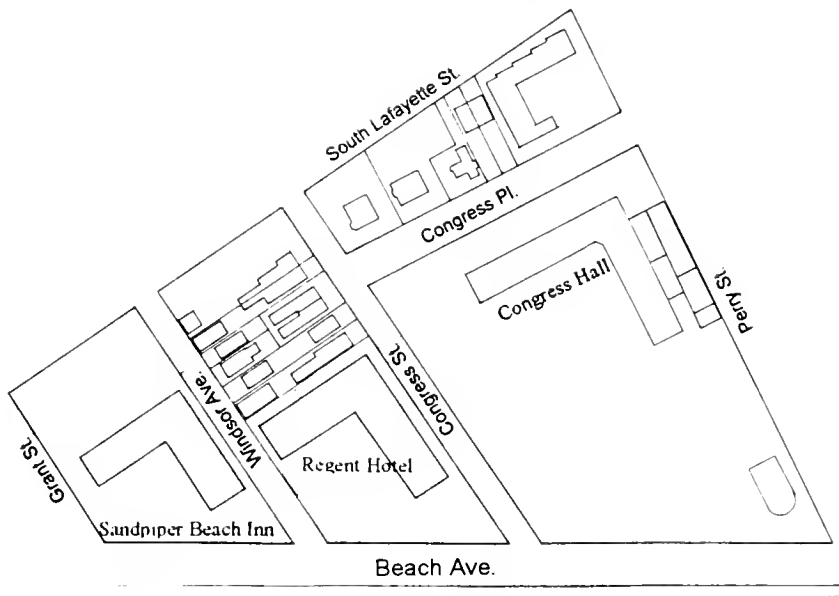 South Lafayette St.
Congress Pl.
Congress Hall
Perry St.
Windsor Ave.
Congress St.
Grant St.
Regent Hotel
Sandpiper Beach Inn
Beach Ave.